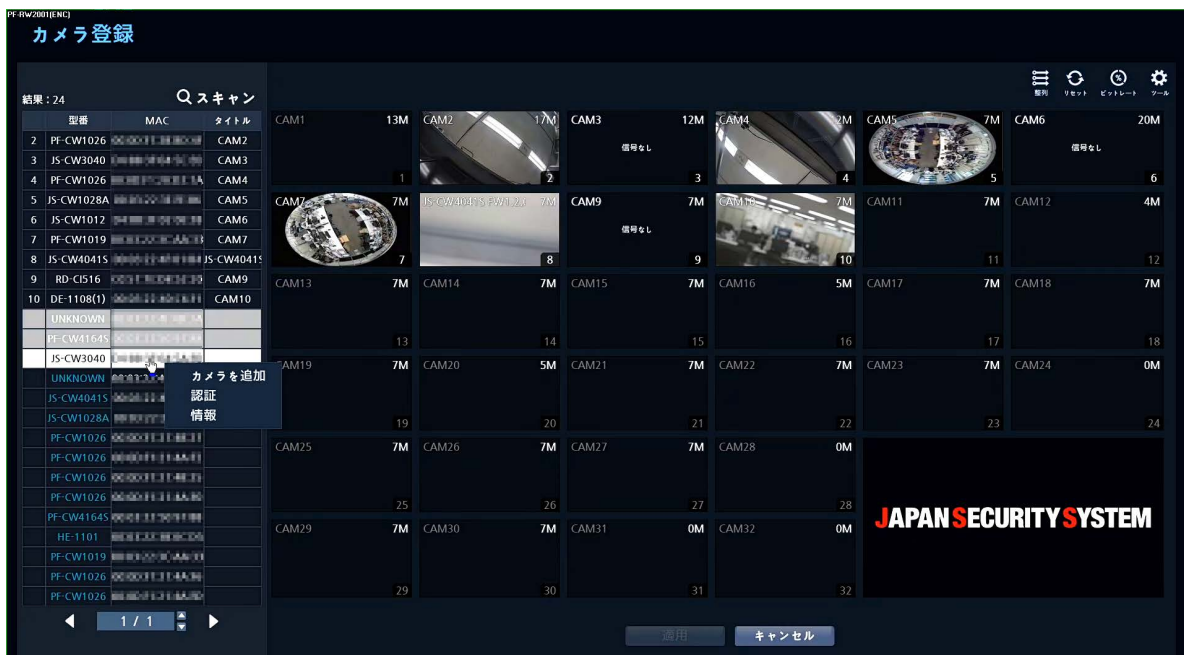 PF-RW2001(ENC)
カメラ登録
整列 リセット ビットレート ツール
結果：24 スキャン
型番 MAC タイトル
2 PF-CW1026 CAM2
3 JS-CW3040 CAM3
4 PF-CW1026 CAM4
5 JS-CW1028A CAM5
6 JS-CW1012 CAM6
7 PF-CW1019 CAM7
8 JS-CW4041S JS-CW4041S
9 RD-CI516 CAM9
10 DE-1108(1) CAM10
UNKNOWN
PF-CW4164S
JS-CW3040
UNKNOWN
JS-CW4041S
JS-CW1028A
PF-CW1026
PF-CW1026
PF-CW1026
PF-CW1026
PF-CW4164S
HE-1101
PF-CW1019
PF-CW1026
PF-CW1026
カメラを追加
認証
情報
1 / 1
CAM1 13M CAM2 17M CAM3 12M CAM4 2M CAM5 7M CAM6 20M
信号なし 信号なし
1 2 3 4 5 6
CAM7 7M 7M CAM9 7M CAM10 7M CAM11 7M CAM12 4M
信号なし
7 8 9 10 11 12
CAM13 7M CAM14 7M CAM15 7M CAM16 5M CAM17 7M CAM18 7M
13 14 15 16 17 18
CAM19 7M CAM20 5M CAM21 7M CAM22 7M CAM23 7M CAM24 0M
19 20 21 22 23 24
CAM25 7M CAM26 7M CAM27 7M CAM28 0M
25 26 27 28
JAPAN SECURITY SYSTEM
CAM29 7M CAM30 7M CAM31 0M CAM32 0M
29 30 31 32
適用 キャンセル